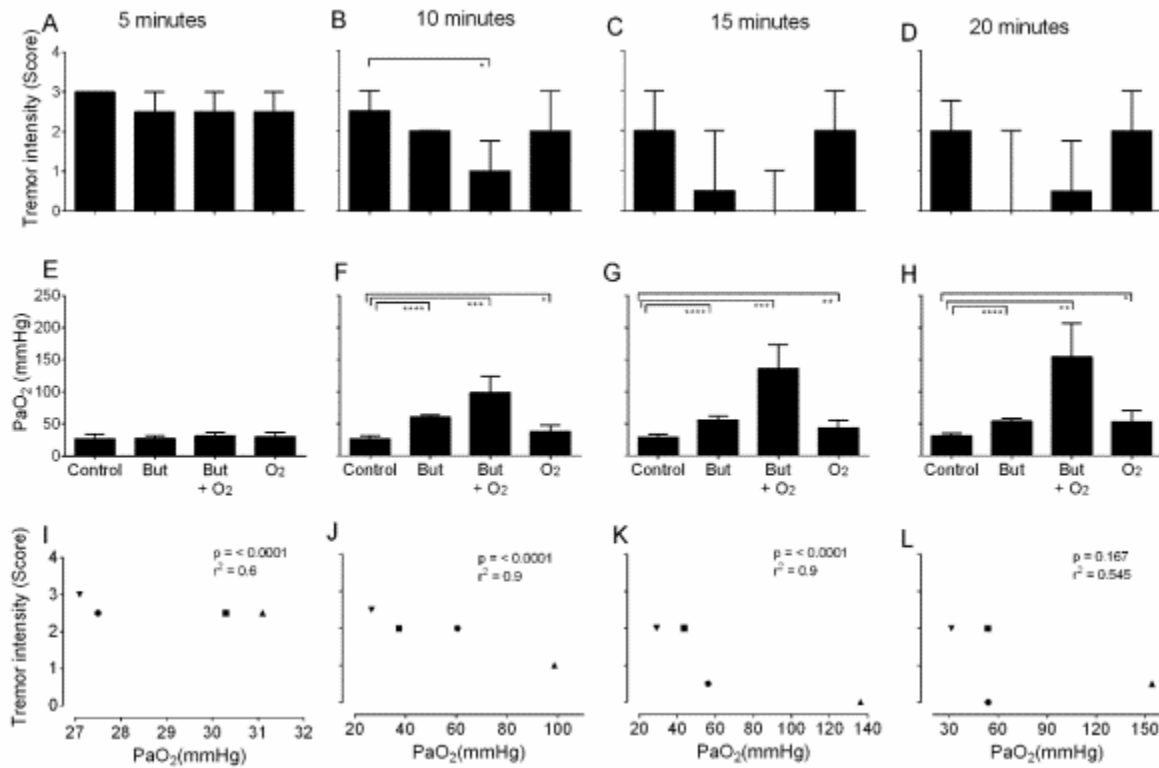 A 5 minutes B 10 minutes C 15 minutes D 20 minutes
Tremor intensity (Score)
4
3
2
1
0
*
E F G H
PaO2 (mmHg)
250
200
150
100
50
0
**** *** * **** *** ** **** ** *
Control But But O2 Control But But O2 Control But But O2 Control But But O2
+ O2 + O2 + O2 + O2
I J K L
Tremor intensity (Score)
4
3
2
1
0
p = < 0.0001 p = < 0.0001 p = < 0.0001 p = 0.167
r2 = 0.6 r2 = 0.9 r2 = 0.9 r2 = 0.545
27 28 29 30 31 32 20 40 60 80 100 20 40 60 80 100 120 140 30 60 90 120 150
PaO2(mmHg) PaO2(mmHg) PaO2(mmHg) PaO2(mmHg)